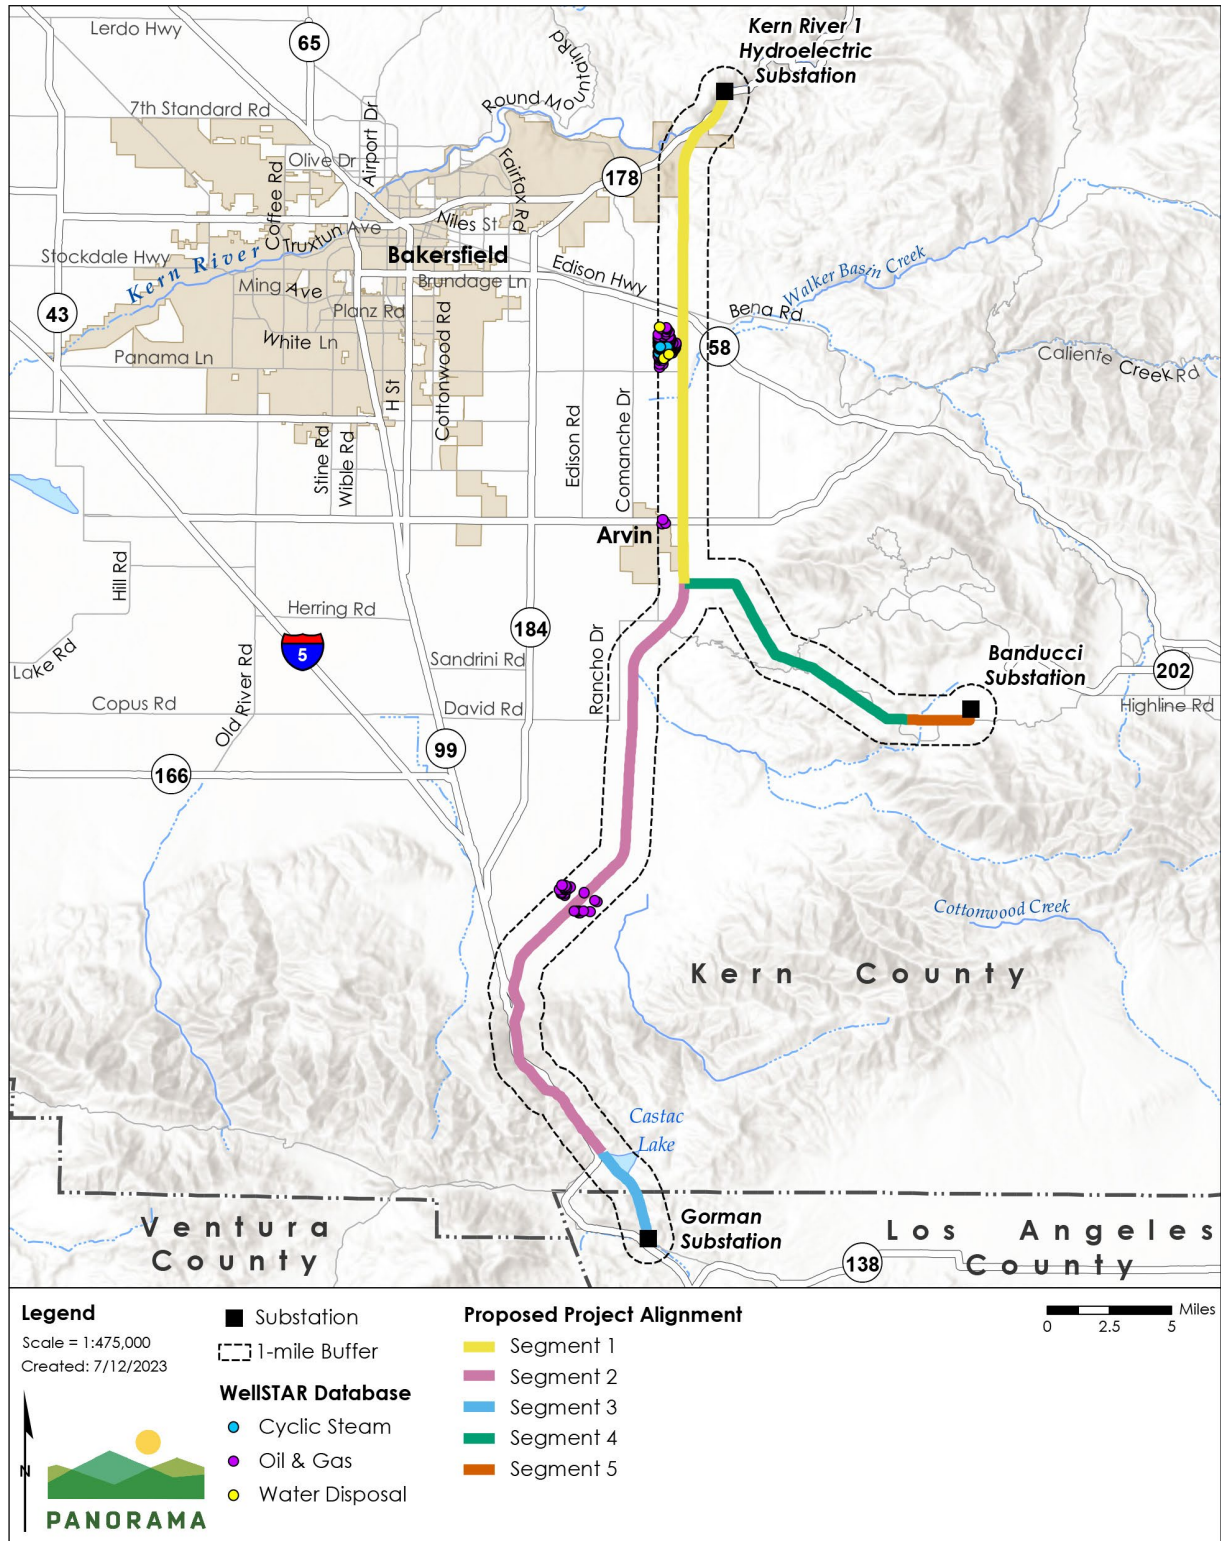 Lerdo Hwy
65
Kern River 1
Hydroelectric
Substation
Round Mountain Rd
7th Standard Rd
Airport Dr
Olive Dr
Coffee Rd
Fairfax Rd
178
Niles St
Truxtun Ave
Stockdale Hwy
Bakersfield
Kern River
Edison Hwy
Walker Basin Creek
Ming Ave
Brundage Ln
43
Planz Rd
Bena Rd
White Ln
Cottonwood Rd
58
Panama Ln
Caliente Creek Rd
H St
Comanche Dr
Edison Rd
Stine Rd
Wible Rd
Arvin
Hill Rd
Herring Rd
184
5
Rancho Dr
Lake Rd
Old River Rd
Sandrini Rd
Banducci
Substation
202
Copus Rd
David Rd
Highline Rd
99
166
Cottonwood Creek
Kern County
Castac
Lake
Gorman
Substation
Ventura
County
Los Angeles
County
138
Legend
Scale = 1:475,000
Created: 7/12/2023
N
PANORAMA
Substation
1-mile Buffer
WellSTAR Database
Cyclic Steam
Oil & Gas
Water Disposal
Proposed Project Alignment
Segment 1
Segment 2
Segment 3
Segment 4
Segment 5
Miles
0 2.5 5